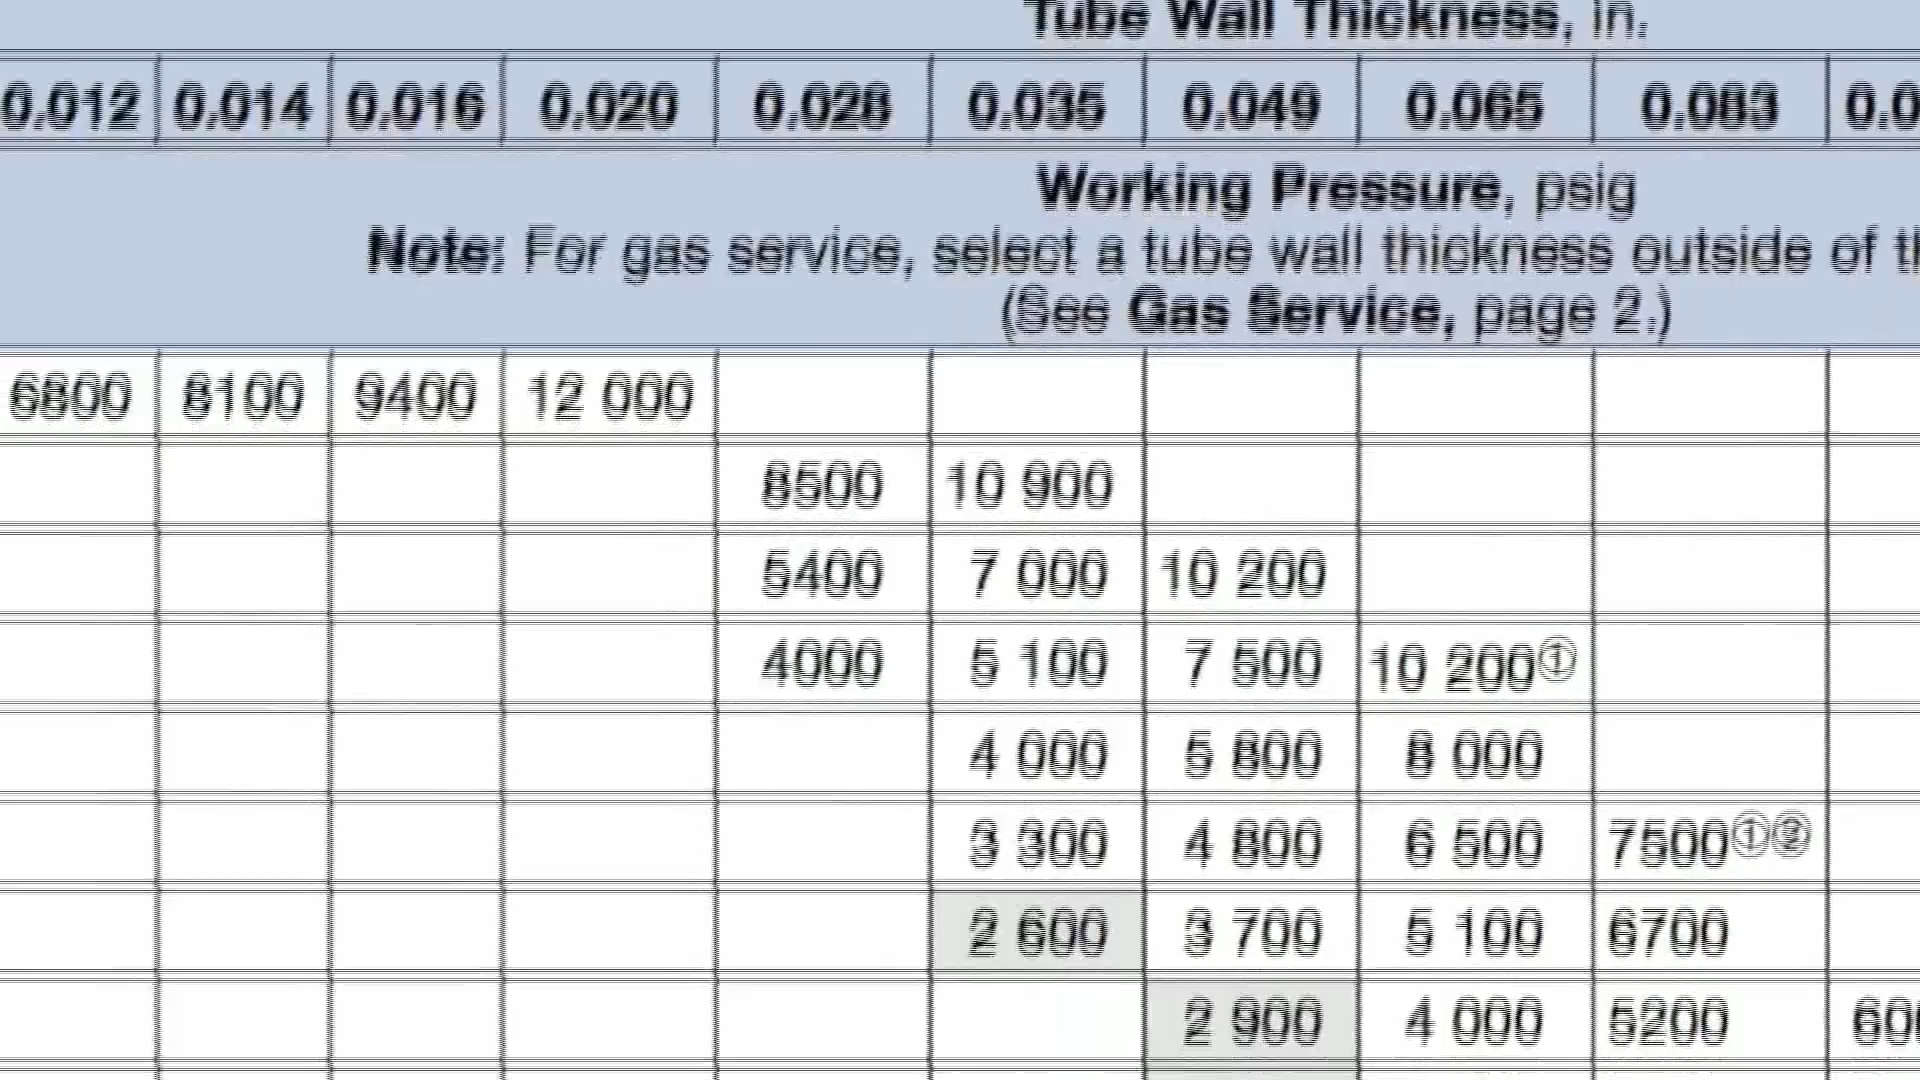 Tube Wall Thickness, in.
0.012 0.014 0.016 0.020 0.028 0.035 0.049 0.065 0.083 0.0
Working Pressure, psig
Note: For gas service, select a tube wall thickness outside of th
(See Gas Service, page 2.)
6800 8100 9400 12 000
8500 10 900
5400 7 000 10 200
4000 5 100 7 500 10 200①
4 000 5 800 8 000
3 300 4 800 6 500 7500①②
2 600 3 700 5 100 6700
2 900 4 000 5200 600